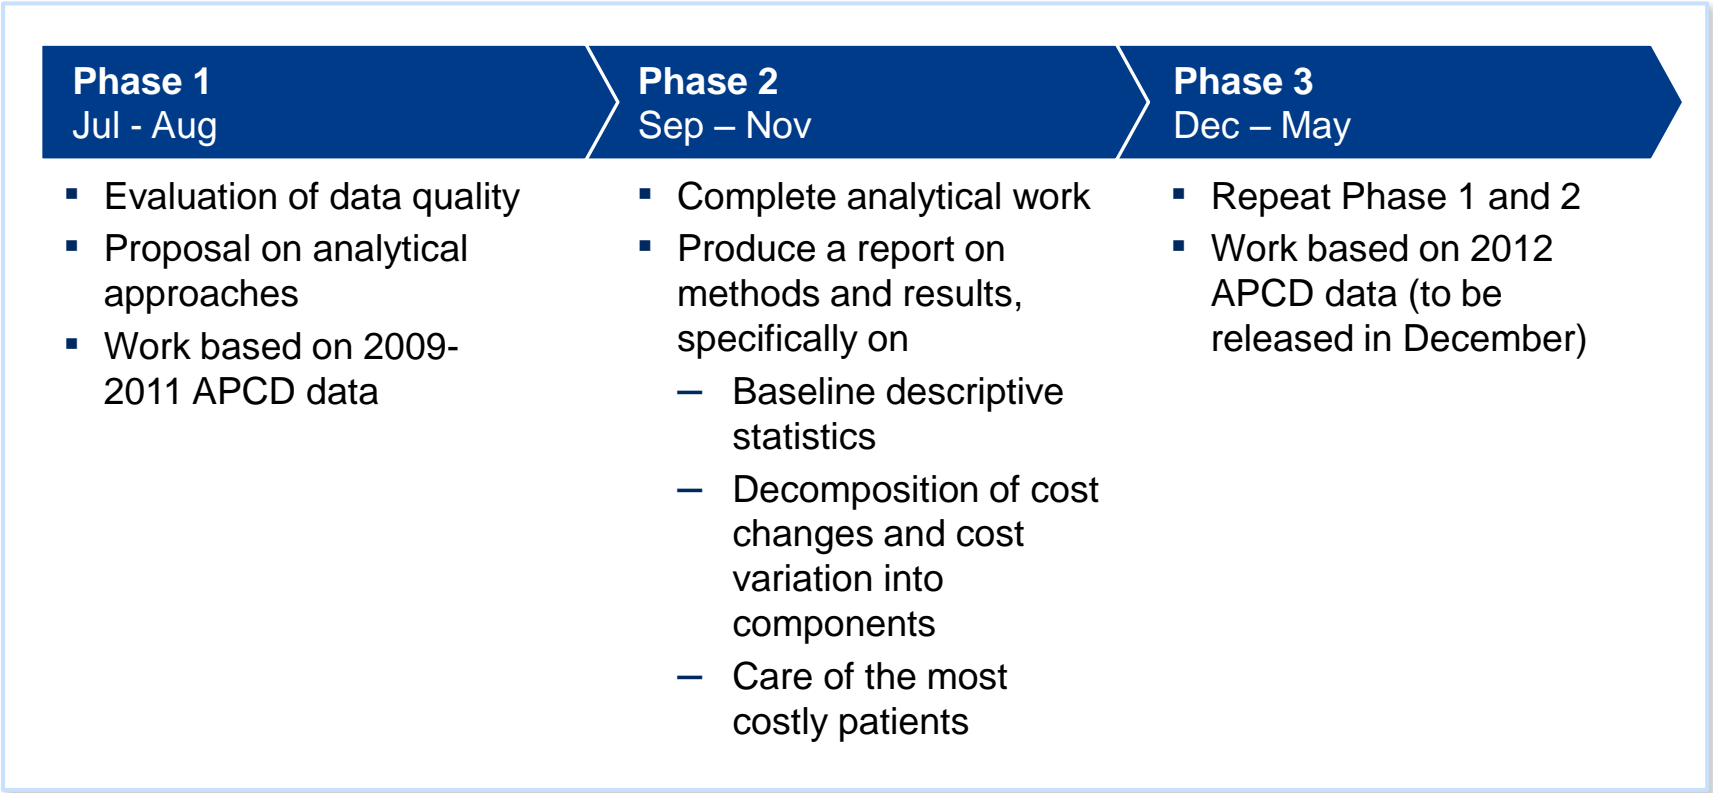 Phase 1
Jul - Aug
▪ Evaluation of data quality
▪ Proposal on analytical
approaches
▪ Work based on 2009-
2011 APCD data
Phase 2
Sep – Nov
▪ Complete analytical work
▪ Produce a report on
methods and results,
specifically on
– Baseline descriptive
statistics
– Decomposition of cost
changes and cost
variation into
components
– Care of the most
costly patients
Phase 3
Dec – May
▪ Repeat Phase 1 and 2
▪ Work based on 2012
APCD data (to be
released in December)